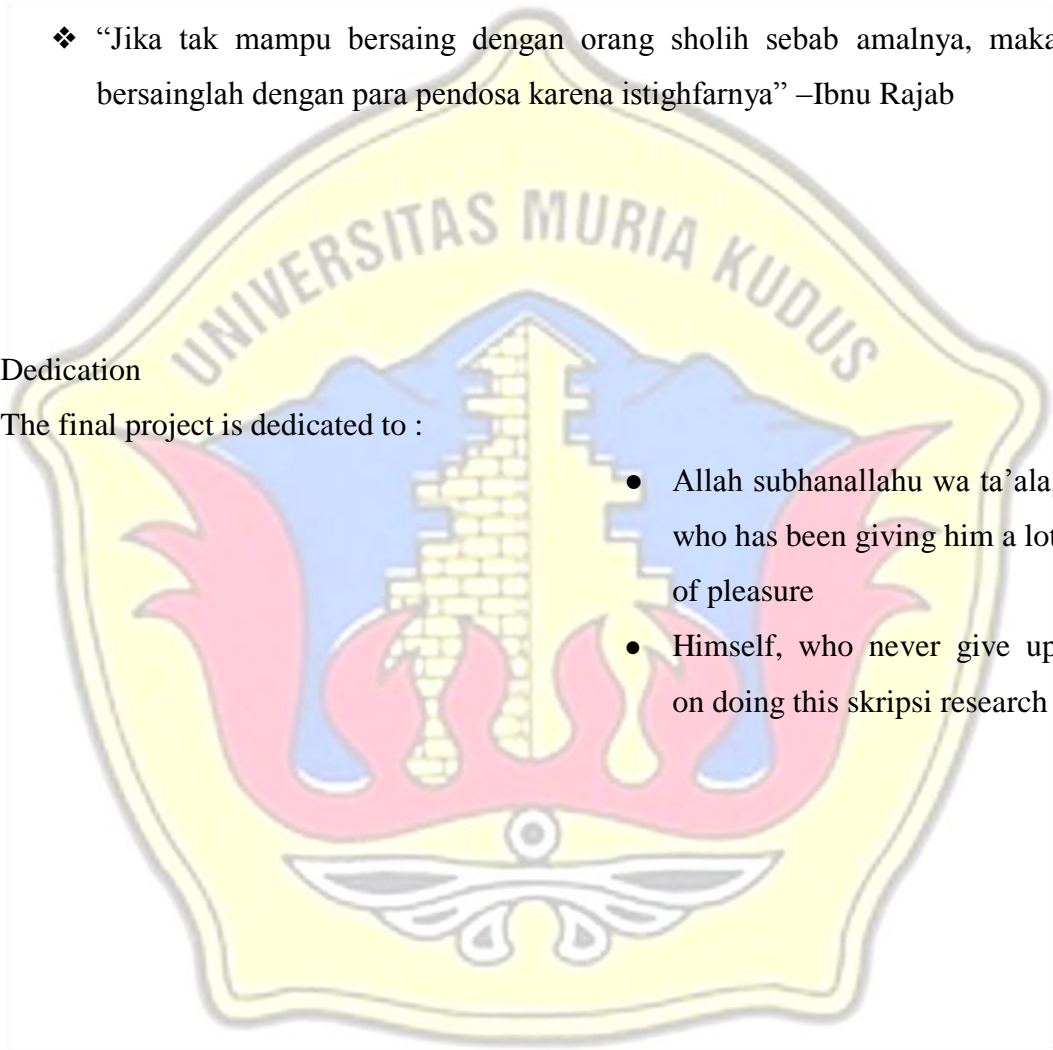 ❖ “Jika tak mampu bersaing dengan orang sholih sebab amalnya, maka
bersainglah dengan para pendosa karena istighfarnya” –Ibnu Rajab
UNIVERSITAS MURIA KUDUS
Dedication
The final project is dedicated to :
● Allah subhanallahu wa ta’ala,
who has been giving him a lot
of pleasure
● Himself, who never give up
on doing this skripsi research